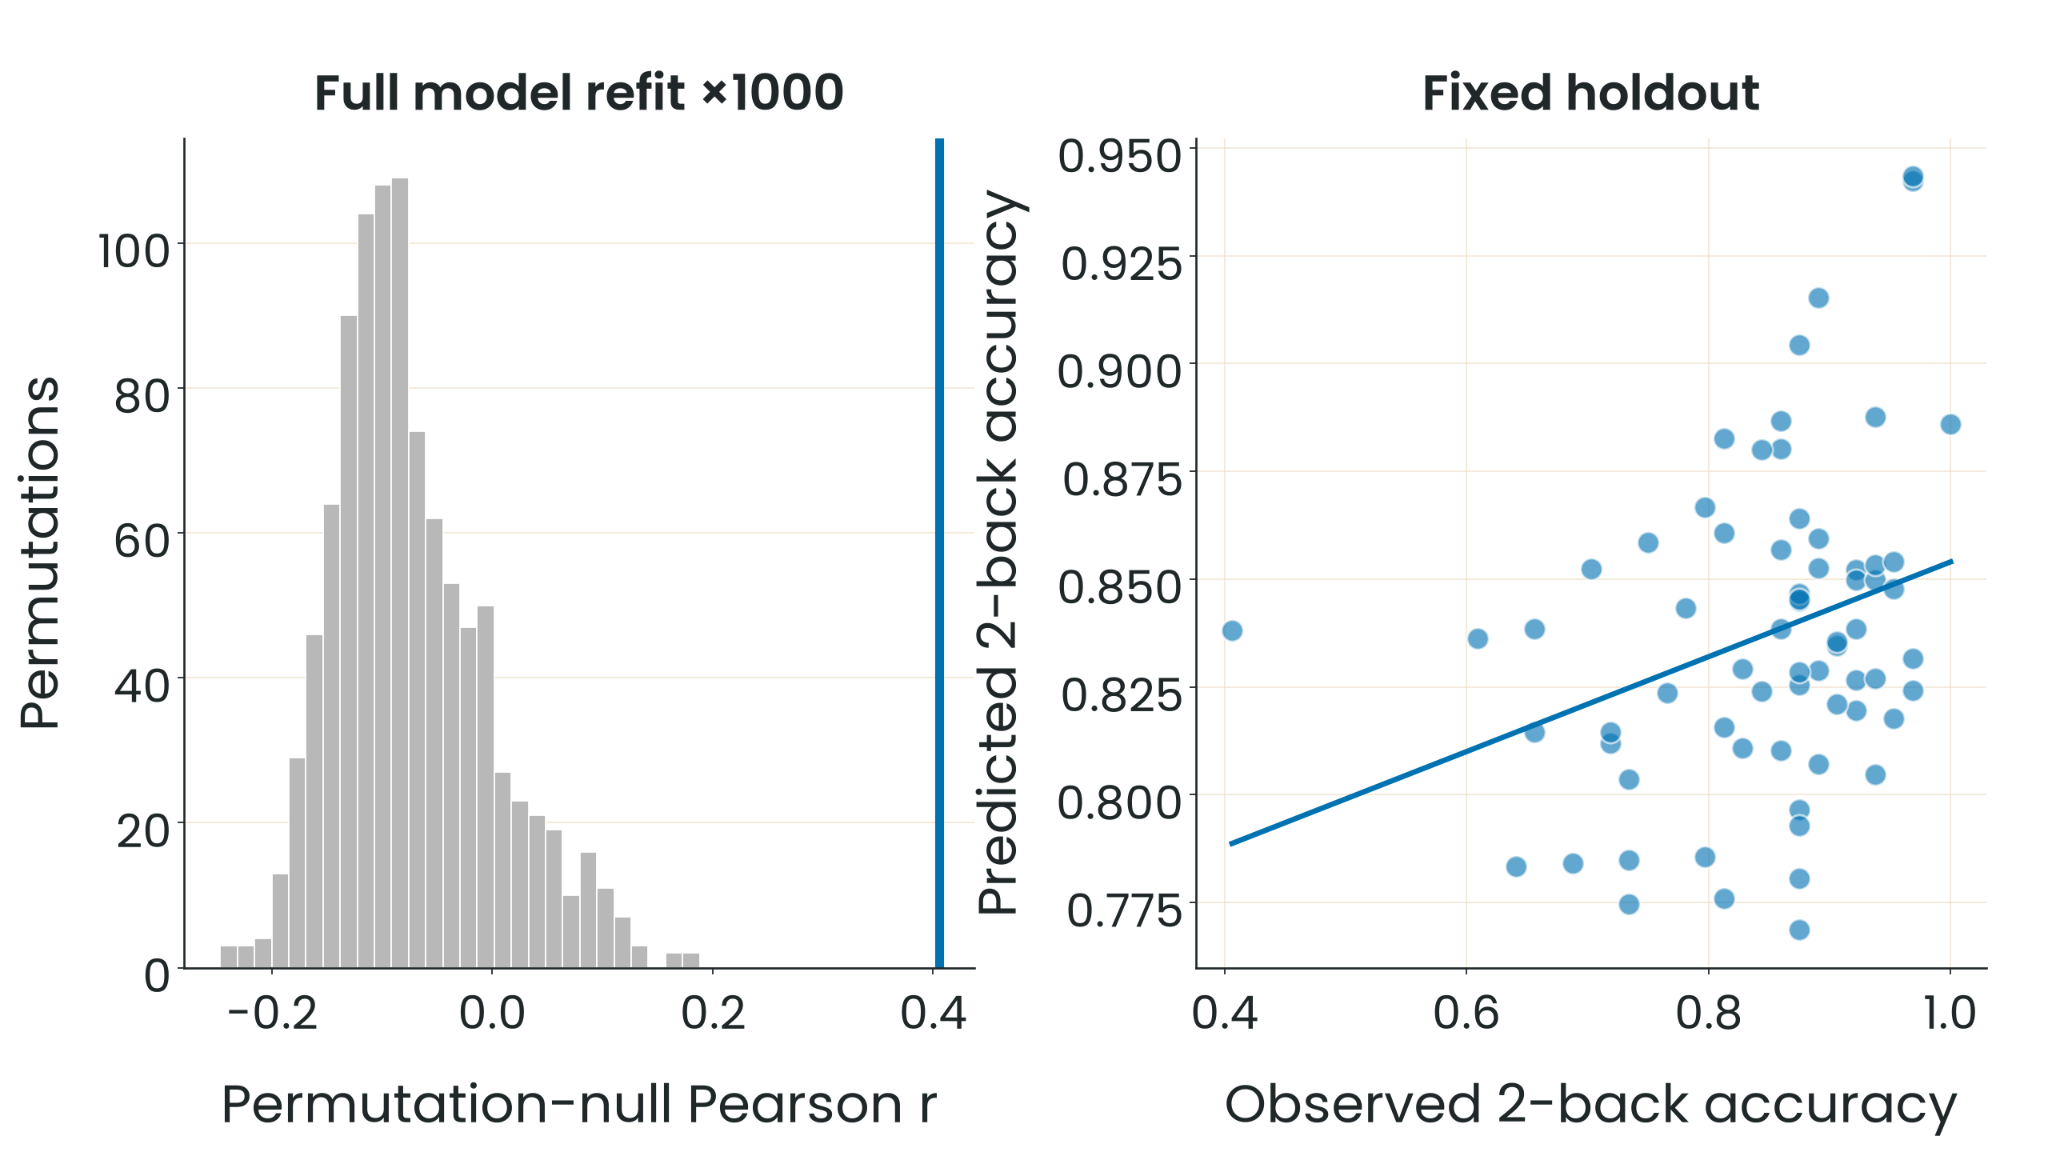 Full model refit ×1000
Permutations
100
80
60
40
20
0
-0.2 0.0 0.2 0.4
Permutation-null Pearson r
Fixed holdout
Predicted 2-back accuracy
0.950
0.925
0.900
0.875
0.850
0.825
0.800
0.775
0.4 0.6 0.8 1.0
Observed 2-back accuracy